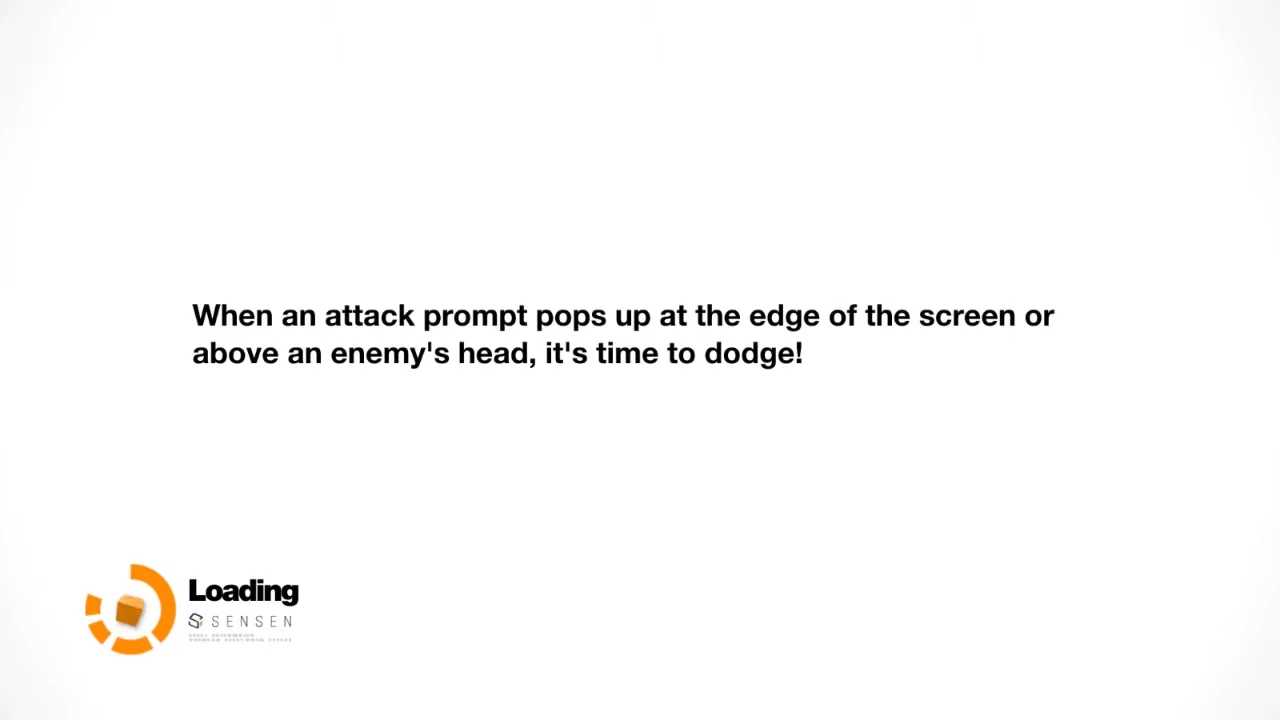 When an attack prompt pops up at the edge of the screen or
above an enemy's head, it's time to dodge!
Loading
SENSEN